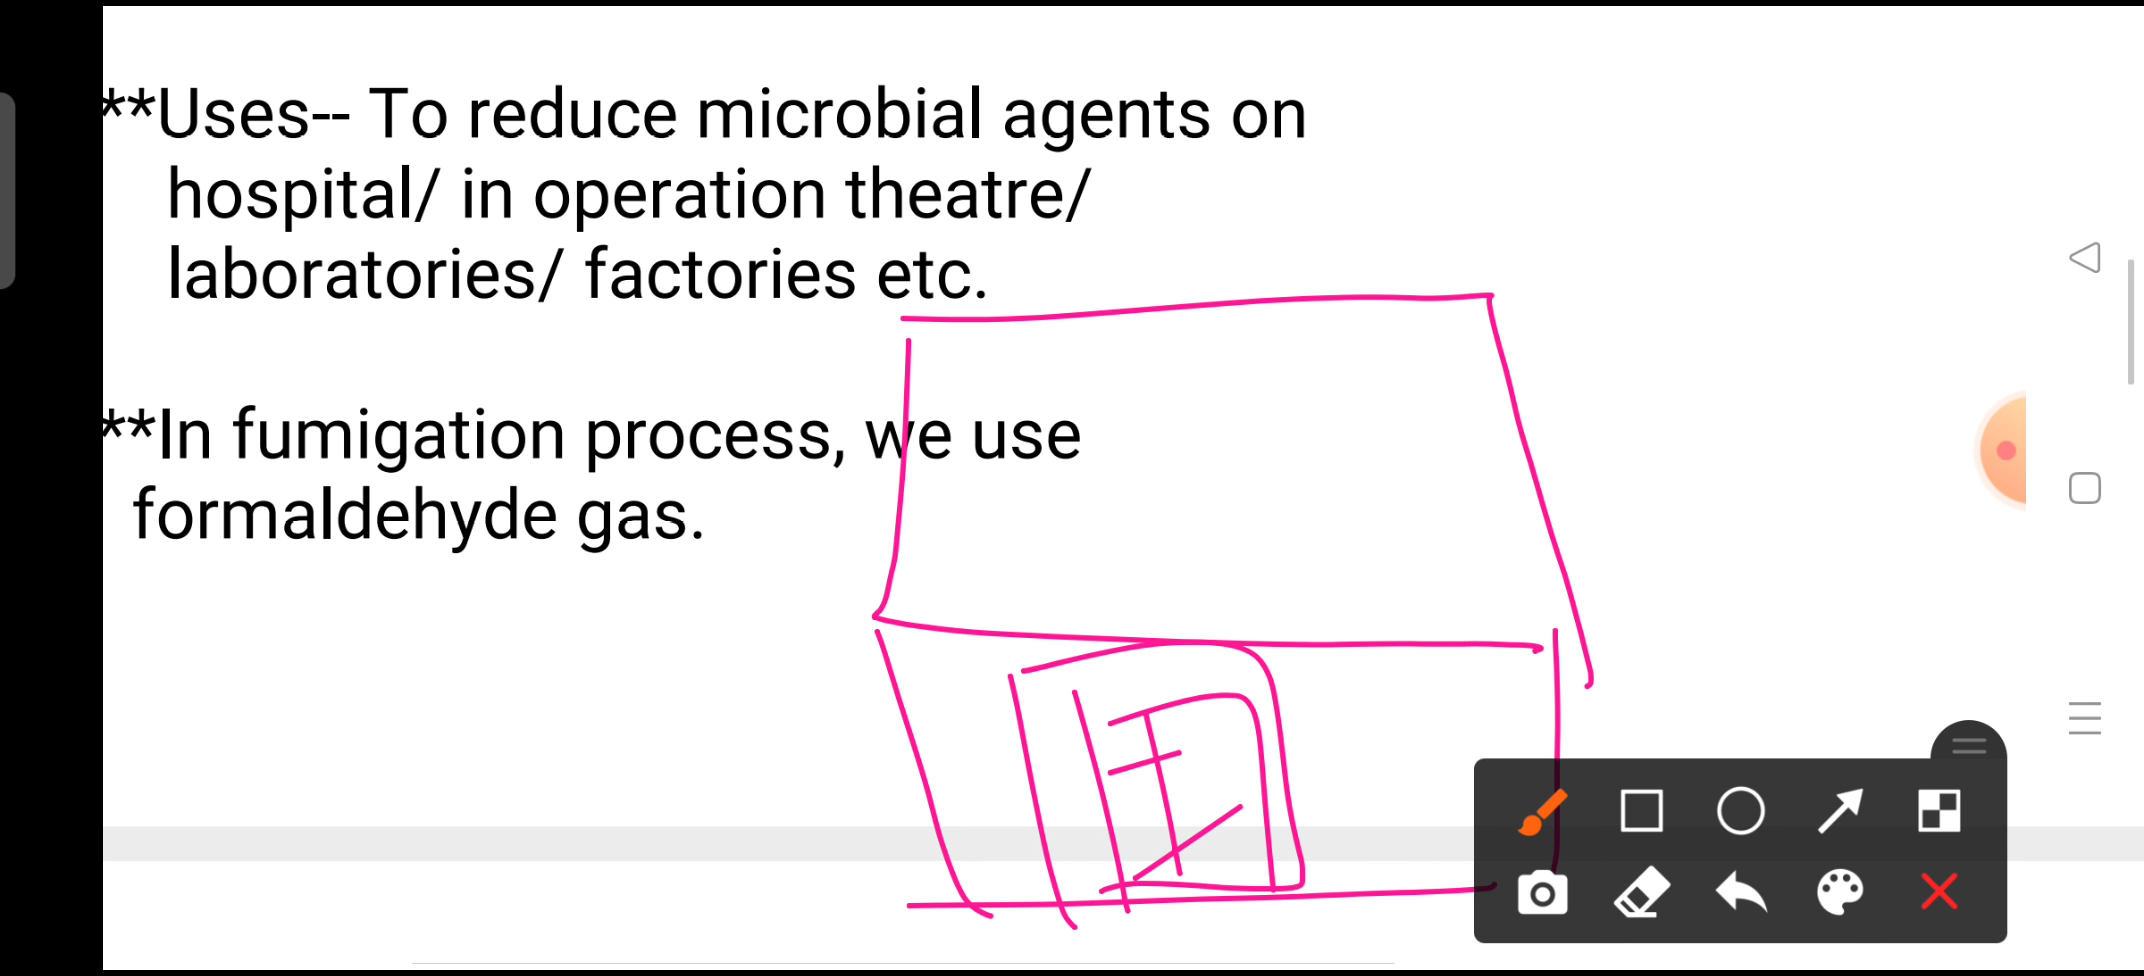 **Uses-- To reduce microbial agents on
hospital/ in operation theatre/
laboratories/ factories etc.
**In fumigation process, we use
formaldehyde gas.